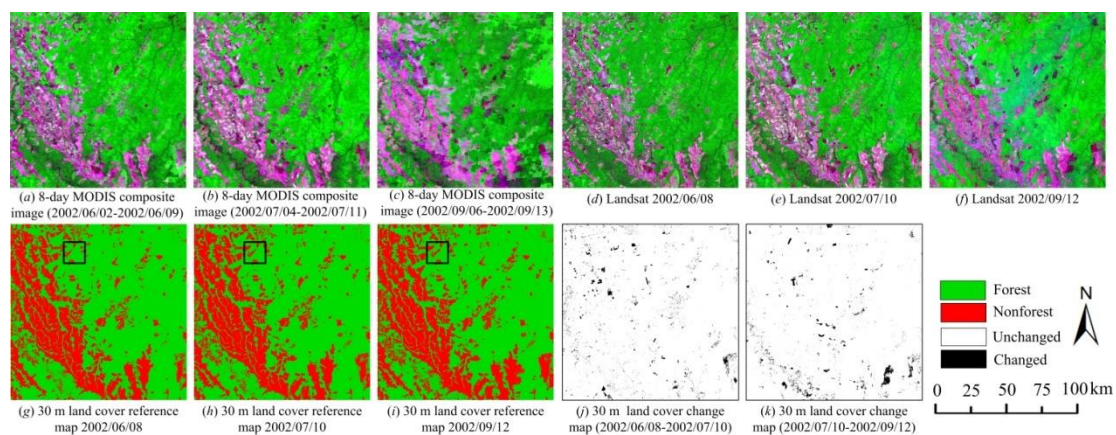 (a) 8-day MODIS composite
image (2002/06/02-2002/06/09)
(b) 8-day MODIS composite
image (2002/07/04-2002/07/11)
(c) 8-day MODIS composite
image (2002/09/06-2002/09/13)
(d) Landsat 2002/06/08
(e) Landsat 2002/07/10
(f) Landsat 2002/09/12
(g) 30 m land cover reference
map 2002/06/08
(h) 30 m land cover reference
map 2002/07/10
(i) 30 m land cover reference
map 2002/09/12
(j) 30 m land cover change
map (2002/06/08-2002/07/10)
(k) 30 m land cover change
map (2002/07/10-2002/09/12)
Forest
Nonforest
Unchanged
Changed
N
0 25 50 75 100 km